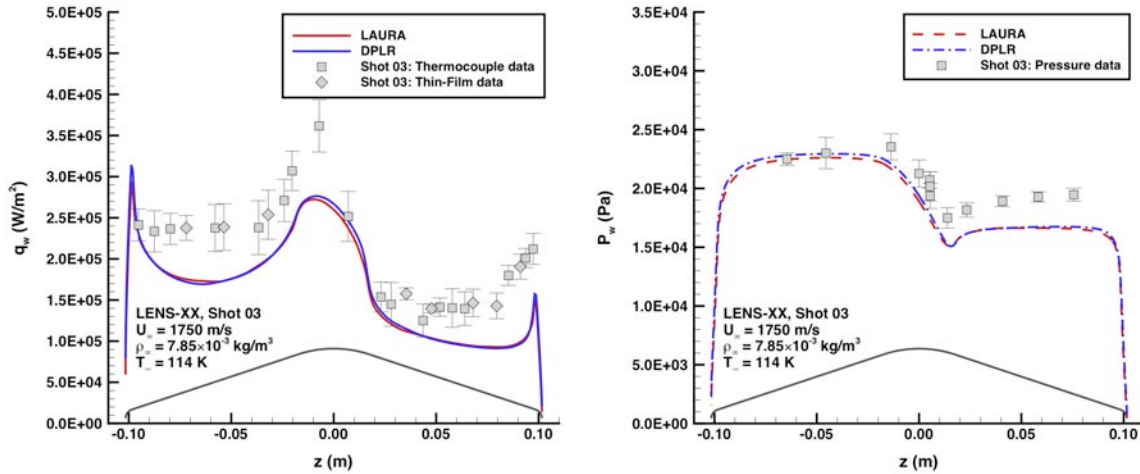 5.0E+05
4.5E+05
4.0E+05
3.5E+05
3.0E+05
2.5E+05
2.0E+05
1.5E+05
1.0E+05
5.0E+04
0.0E+00
q_w (W/m²)
LAURA
DPLR
Shot 03: Thermocouple data
Shot 03: Thin-Film data
LENS-XX, Shot 03
U_∞ = 1750 m/s
ρ_∞ = 7.85×10⁻³ kg/m³
T_∞ = 114 K
-0.10 -0.05 0.00 0.05 0.10
z (m)
3.5E+04
3.0E+04
2.5E+04
2.0E+04
1.5E+04
1.0E+04
5.0E+03
0.0E+00
P_w (Pa)
LAURA
DPLR
Shot 03: Pressure data
LENS-XX, Shot 03
U_∞ = 1750 m/s
ρ_∞ = 7.85×10⁻³ kg/m³
T_∞ = 114 K
-0.10 -0.05 0.00 0.05 0.10
z (m)